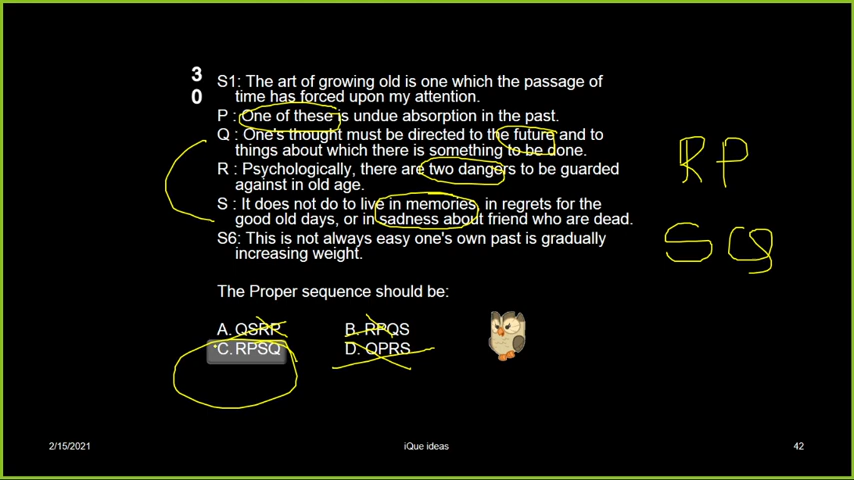 3
0
S1: The art of growing old is one which the passage of
time has forced upon my attention.
P : One of these is undue absorption in the past.
Q : One's thought must be directed to the future and to
things about which there is something to be done.
R : Psychologically, there are two dangers to be guarded
against in old age.
S : It does not do to live in memories, in regrets for the
good old days, or in sadness about friend who are dead.
S6: This is not always easy one's own past is gradually
increasing weight.
The Proper sequence should be:
A. QSRP B. RPQS
C. RPSQ D. QPRS
RP
SQ
2/15/2021 iQue ideas 42